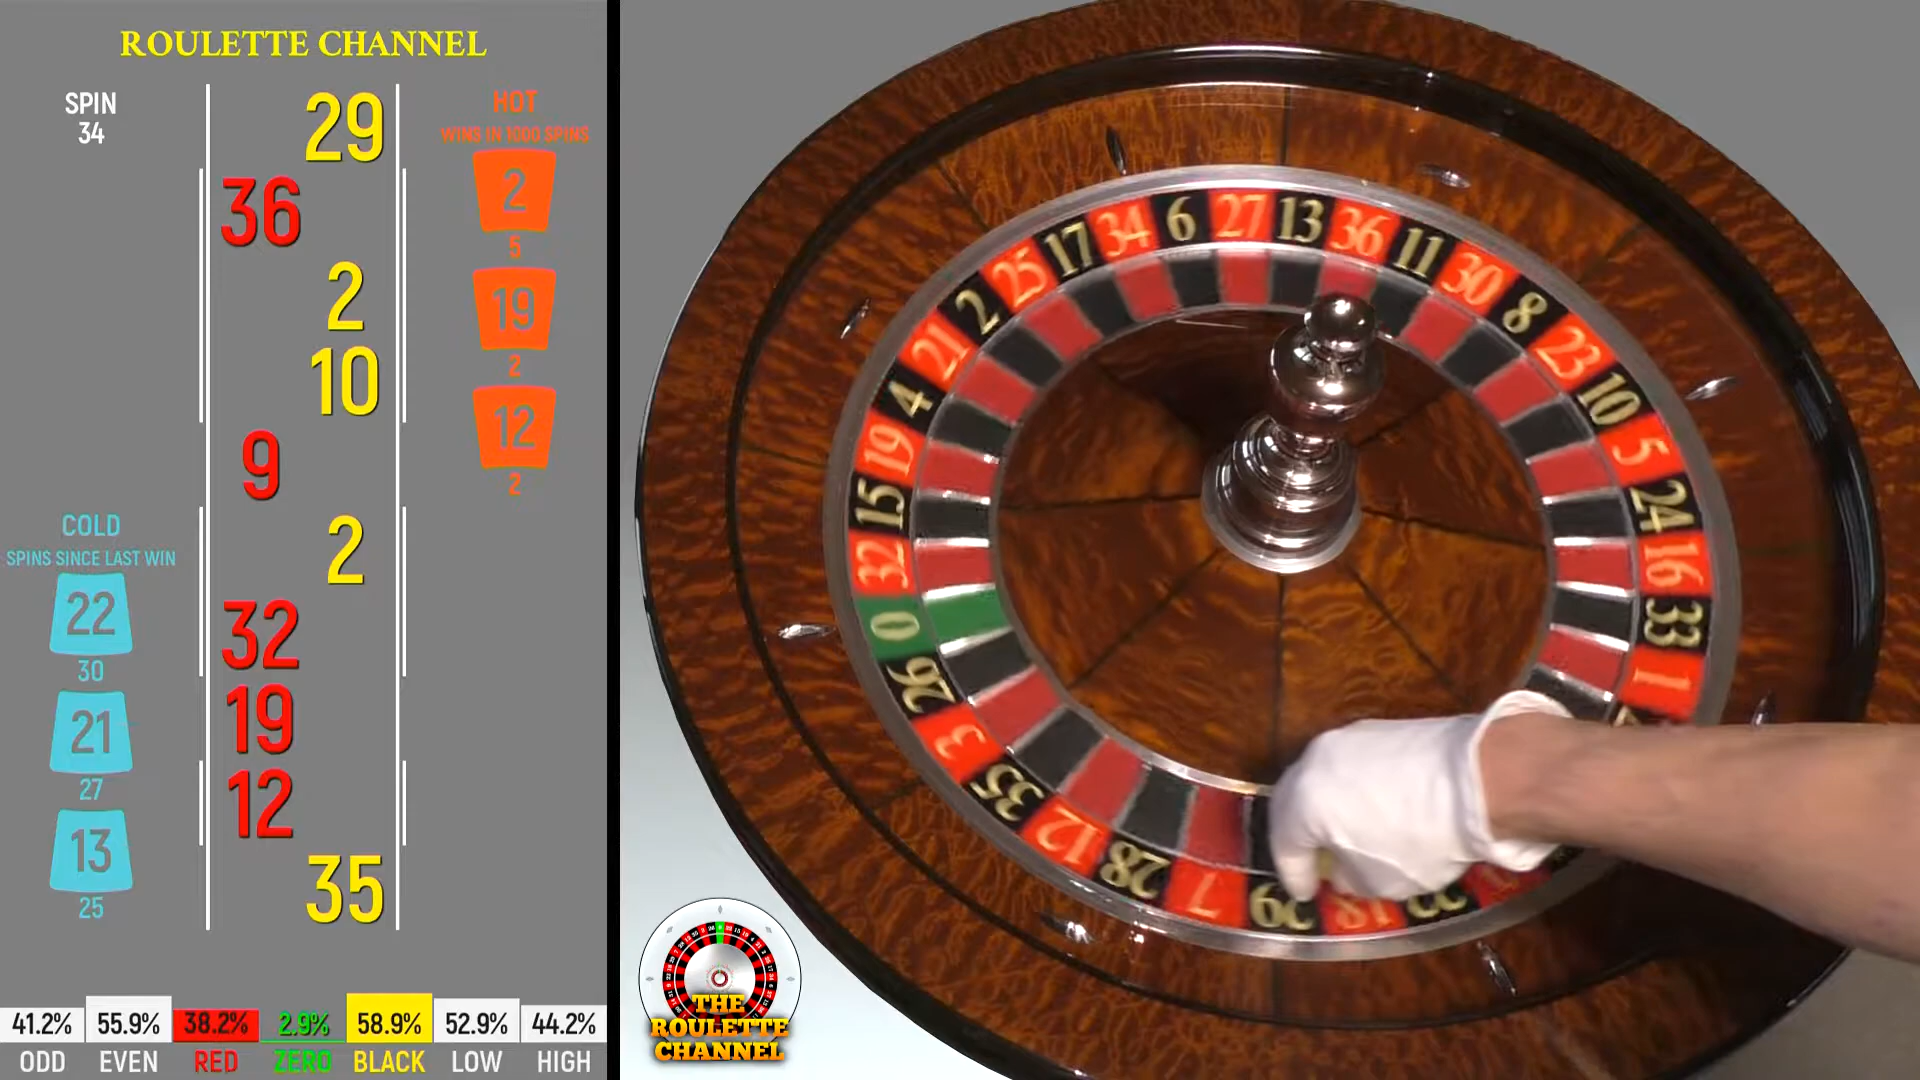 ROULETTE CHANNEL
SPIN
34
29
36
2
10
9
2
32
19
12
35
HOT
WINS IN 1000 SPINS
2
5
19
2
12
2
COLD
SPINS SINCE LAST WIN
22
30
21
27
13
25
41.2% 55.9% 38.2% 2.9% 58.9% 52.9% 44.2%
ODD EVEN RED ZERO BLACK LOW HIGH
0 32 15 19 4 21 2 25 17 34 6 27 13 36 11 30 8 23 10 5 24 16 33 1
26 3 35 12 28 7 29 18 22
THE
ROULETTE
CHANNEL